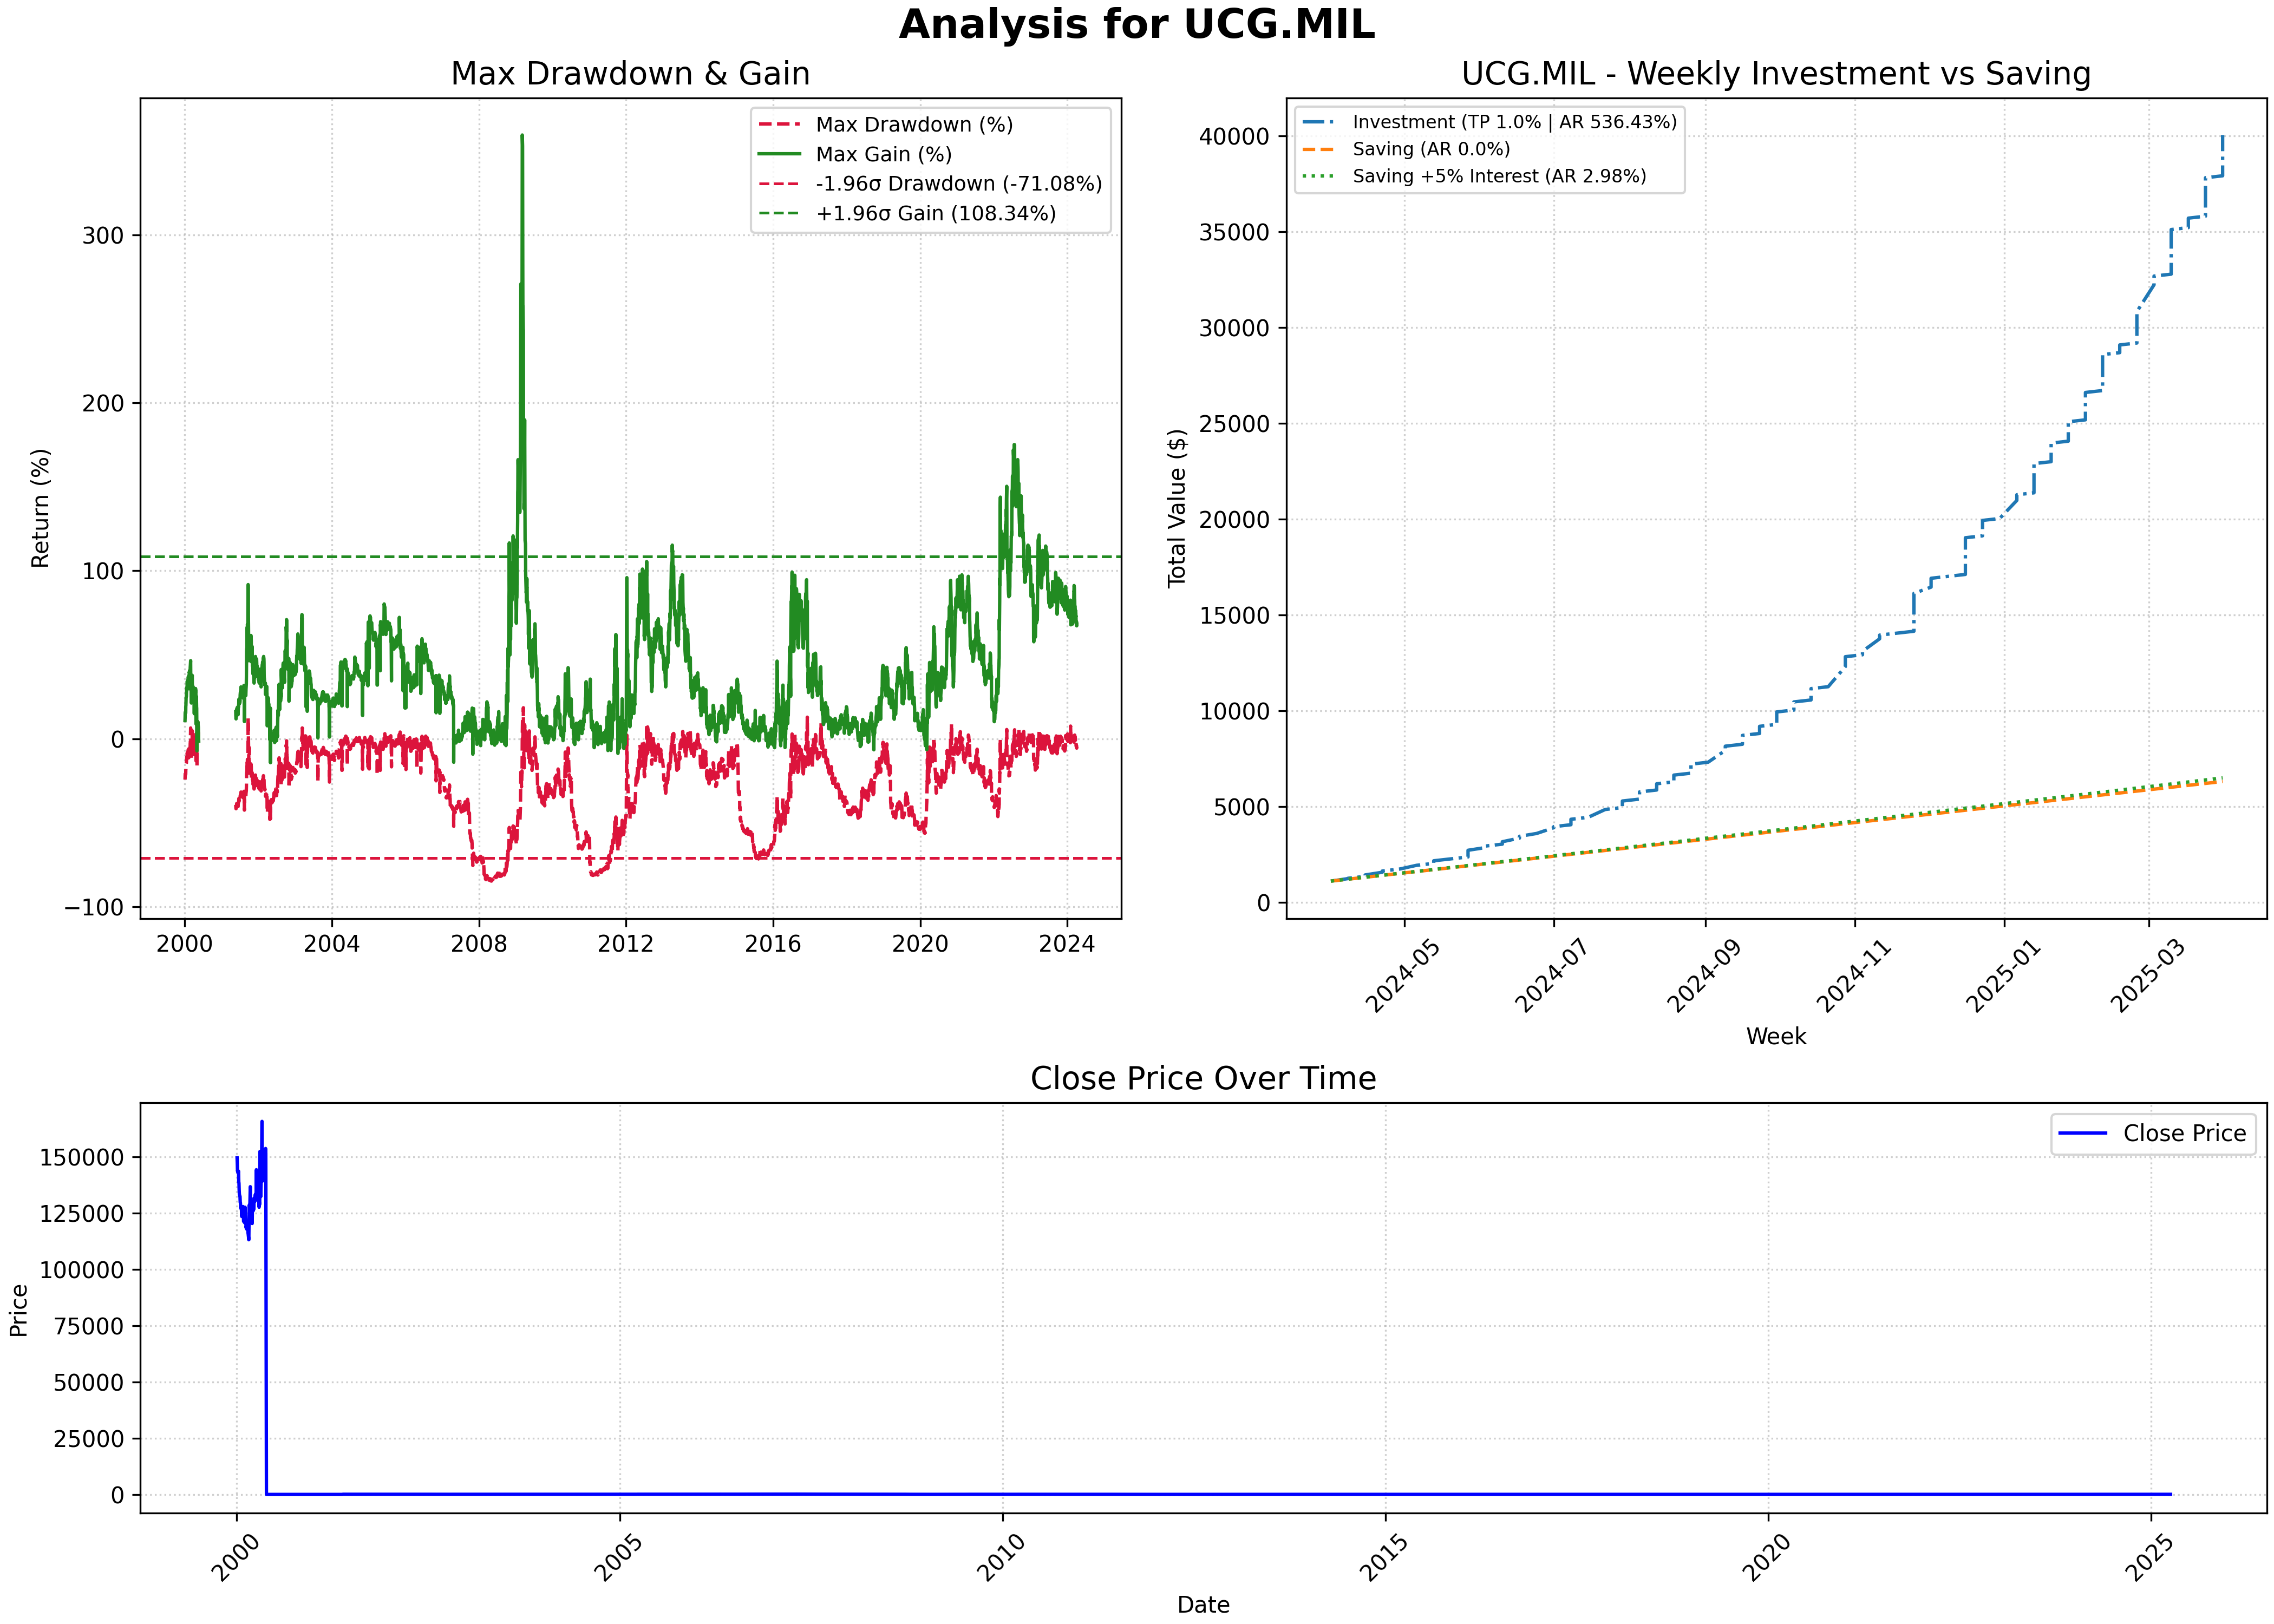 Analysis for UCG.MIL
Max Drawdown & Gain
Return (%)
300
200
100
0
−100
2000
2004
2008
2012
2016
2020
2024
Max Drawdown (%)
Max Gain (%)
-1.96σ Drawdown (-71.08%)
+1.96σ Gain (108.34%)
UCG.MIL - Weekly Investment vs Saving
Total Value ($)
40000
35000
30000
25000
20000
15000
10000
5000
0
Investment (TP 1.0% | AR 536.43%)
Saving (AR 0.0%)
Saving +5% Interest (AR 2.98%)
2024-05
2024-07
2024-09
2024-11
2025-01
2025-03
Week
Close Price Over Time
Price
150000
125000
100000
75000
50000
25000
0
Close Price
2000
2005
2010
2015
2020
2025
Date